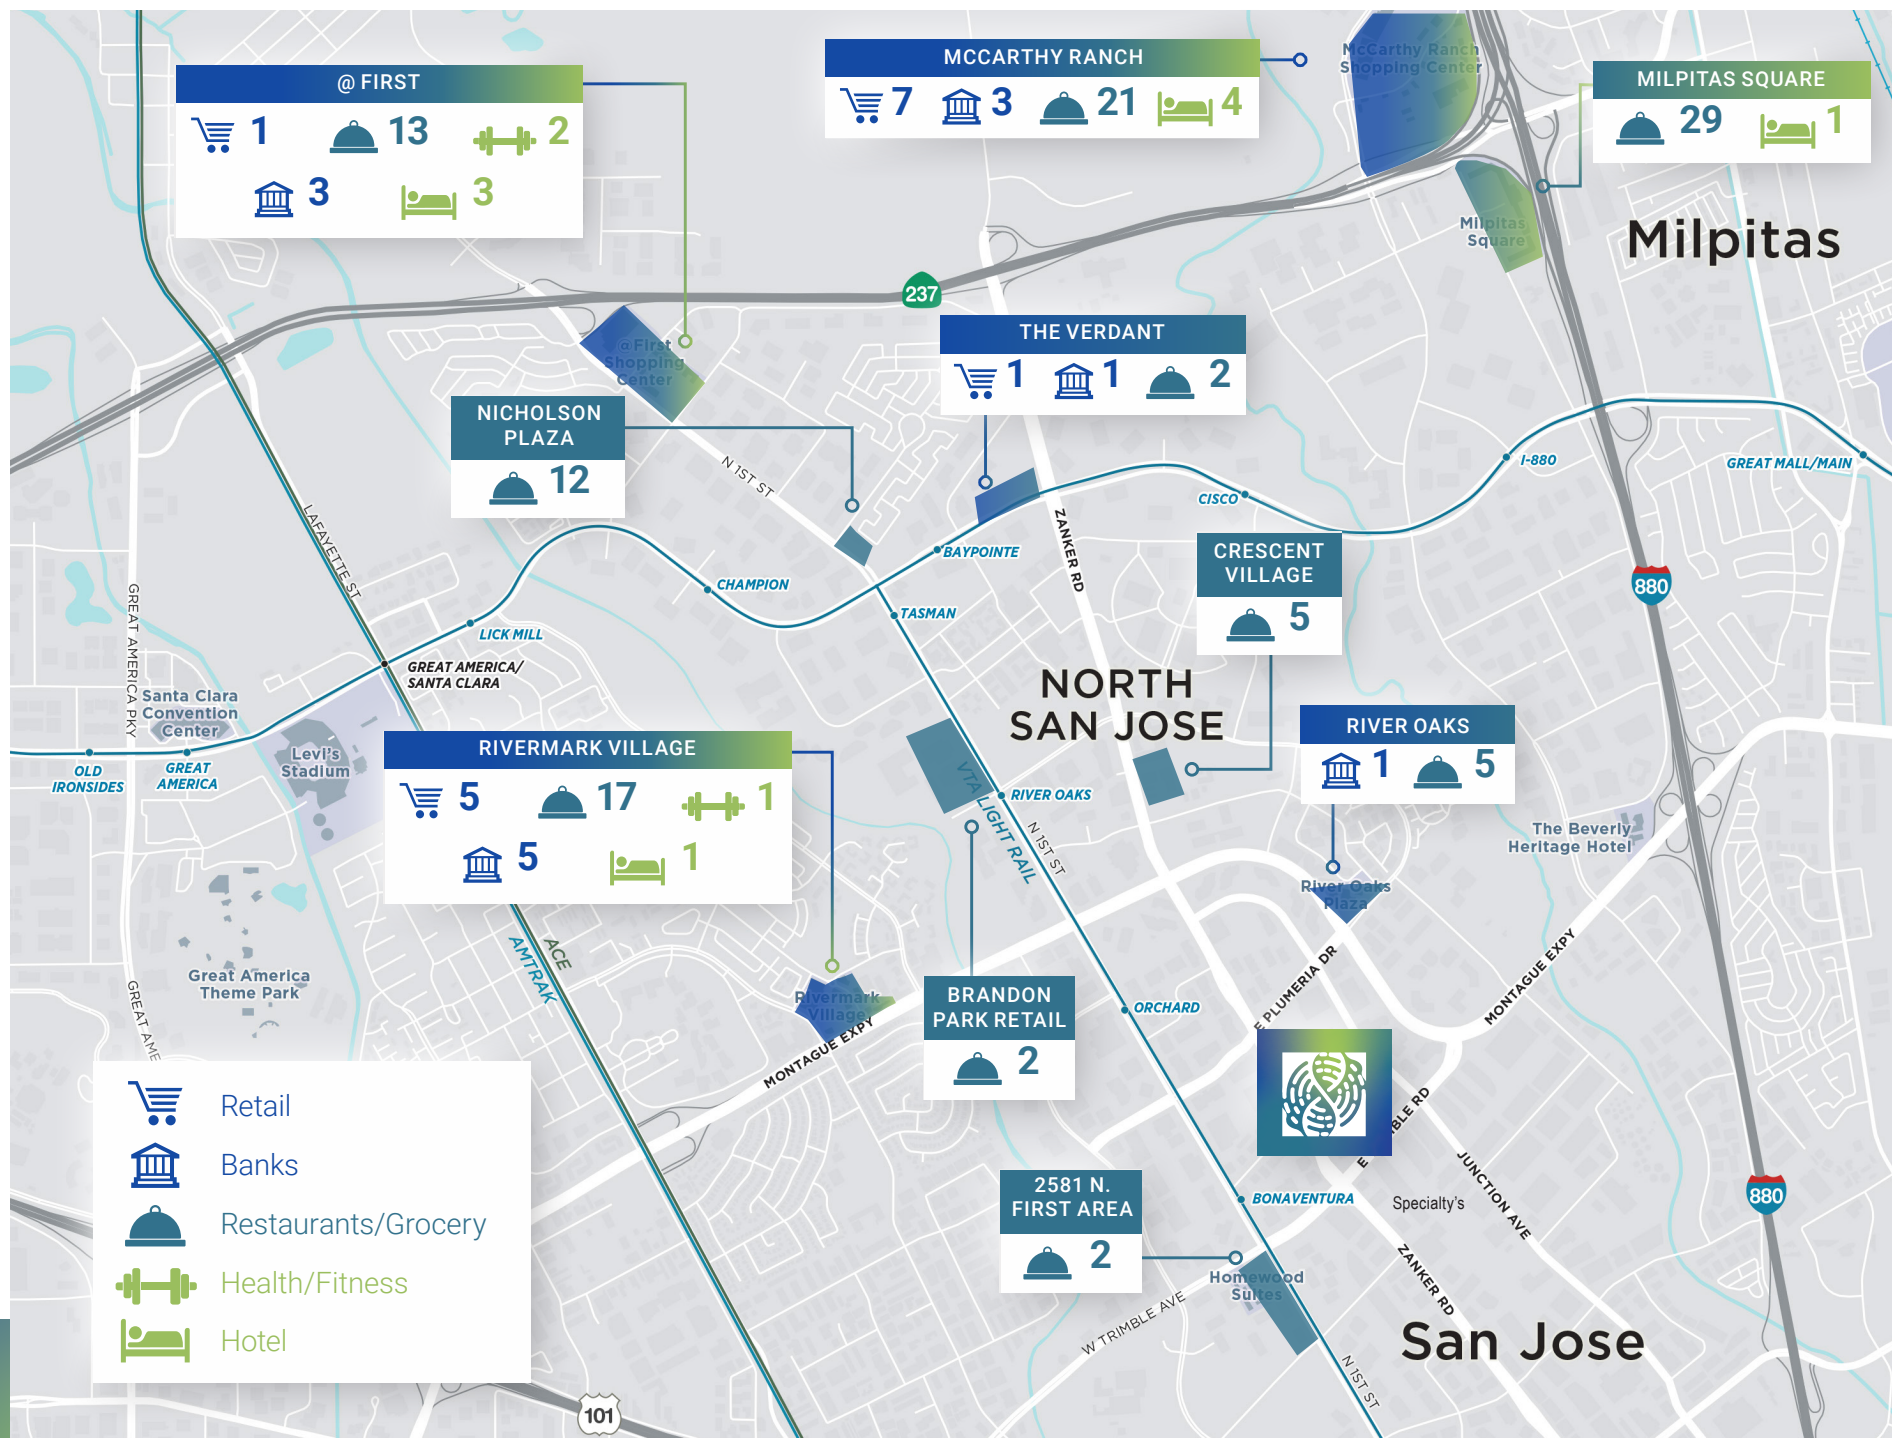 @ FIRST
1
13
2
3
3
MCCARTHY RANCH
7
3
21
4
McCarthy Ranch
Shopping Center
MILPITAS SQUARE
29
1
Milpitas
Square
Milpitas
237
@First
Shopping
Center
THE VERDANT
1
1
2
NICHOLSON
PLAZA
12
N 1ST ST
LAFAYETTE ST
ZANKER RD
I-880
GREAT MALL/MAIN
CISCO
BAYPOINTE
CHAMPION
TASMAN
LICK MILL
GREAT AMERICA/
SANTA CLARA
CRESCENT
VILLAGE
5
880
GREAT AMERICA PKY
Santa Clara
Convention
Center
Levi's
Stadium
OLD
IRONSIDES
GREAT
AMERICA
NORTH
SAN JOSE
RIVER OAKS
1
5
RIVERMARK VILLAGE
5
17
1
5
1
VTA LIGHT RAIL
RIVER OAKS
N 1ST ST
The Beverly
Heritage Hotel
River Oaks
Plaza
ACE
AMTRAK
Great America
Theme Park
GREAT AME
Rivermark
Village
MONTAGUE EXPY
BRANDON
PARK RETAIL
2
ORCHARD
E PLUMERIA DR
MONTAGUE EXPY
E
MBLE RD
JUNCTION AVE
Retail
Banks
Restaurants/Grocery
Health/Fitness
Hotel
2581 N.
FIRST AREA
2
BONAVENTURA
Specialty's
880
Homewood
Suites
W TRIMBLE AVE
ZANKER RD
San Jose
N 1ST ST
101